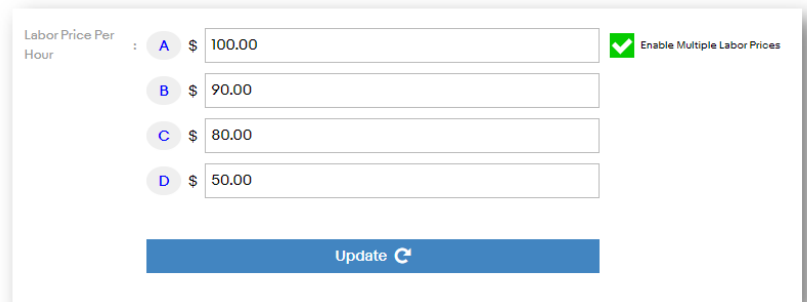 Labor Price Per Hour : A $ 100.00 Enable Multiple Labor Prices
B $ 90.00
C $ 80.00
D $ 50.00
Update